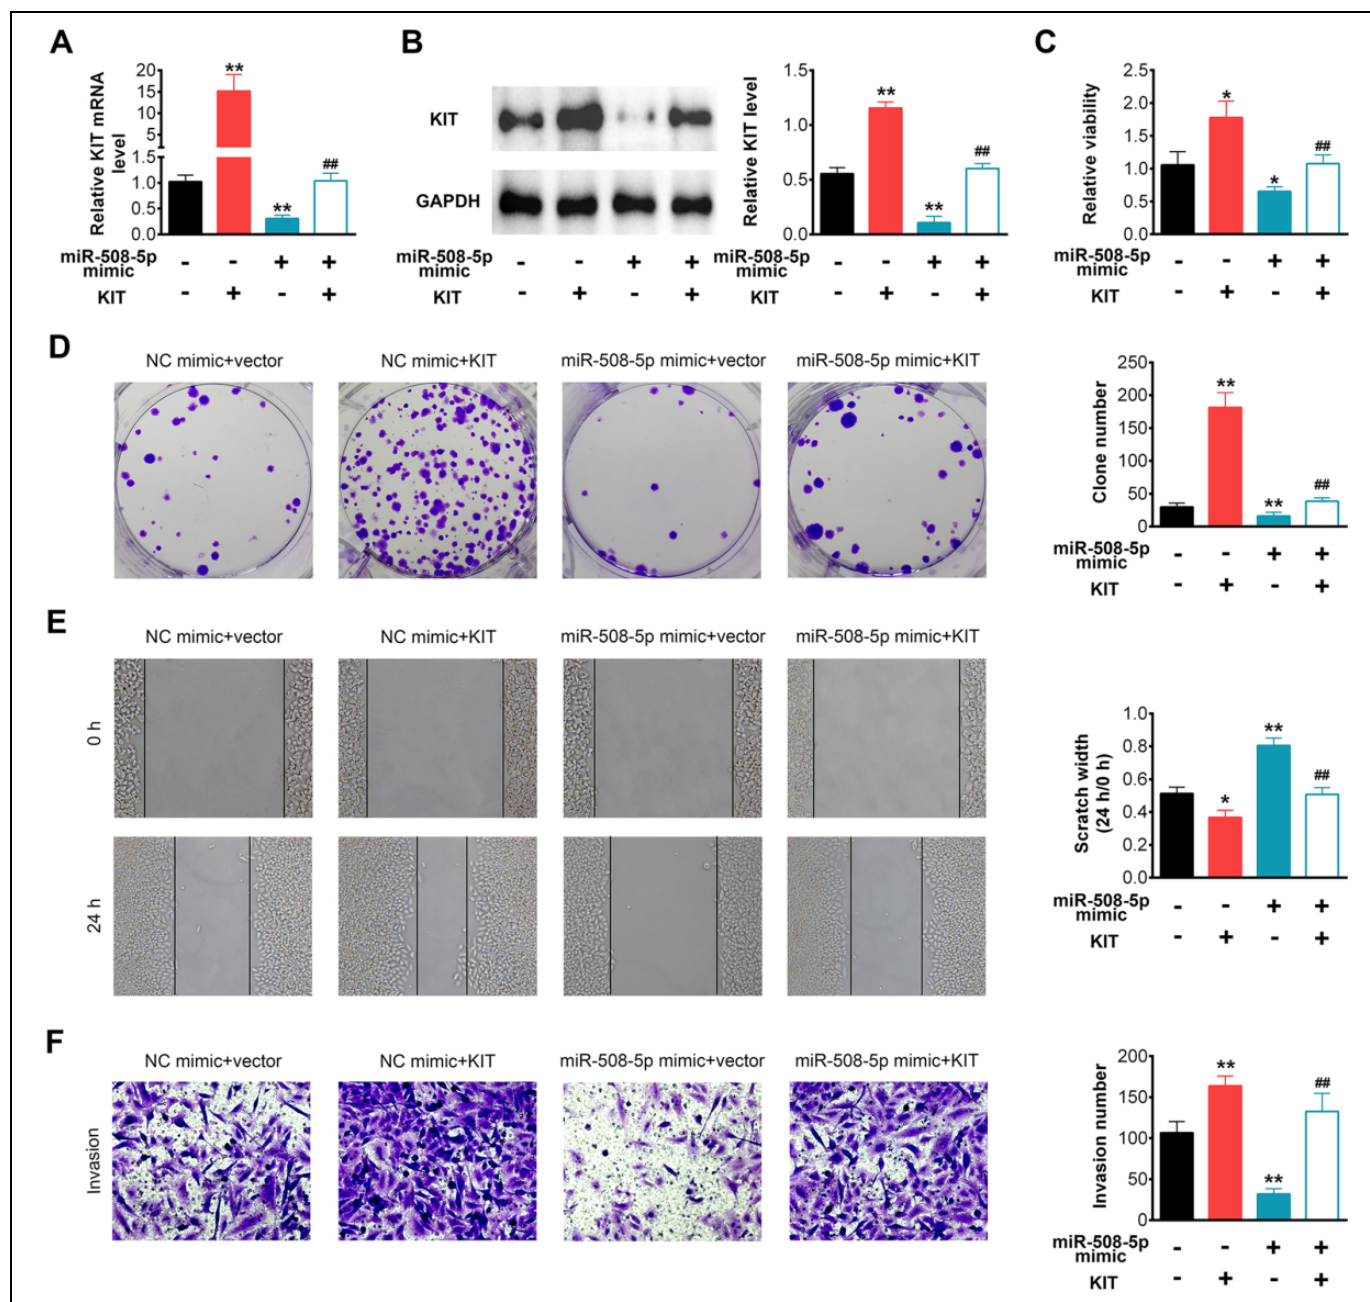 A
Relative KIT mRNA
level
20
15
10
5
1.5
1.0
0.5
0.0
**
**
##
miR-508-5p
mimic
- - + +
KIT
- + - +
B
KIT
GAPDH
miR-508-5p
mimic
- - + +
KIT
- + - +
Relative KIT level
1.5
1.0
0.5
0.0
**
**
##
miR-508-5p
mimic
- - + +
KIT
- + - +
C
Relative viability
2.5
2.0
1.5
1.0
0.5
0.0
*
*
##
miR-508-5p
mimic
- - + +
KIT
- + - +
D
NC mimic+vector
NC mimic+KIT
miR-508-5p mimic+vector
miR-508-5p mimic+KIT
Clone number
250
200
150
100
50
0
**
**
##
miR-508-5p
mimic
- - + +
KIT
- + - +
E
NC mimic+vector
NC mimic+KIT
miR-508-5p mimic+vector
miR-508-5p mimic+KIT
0 h
24 h
Scratch width
(24 h/0 h)
1.0
0.8
0.6
0.4
0.2
0.0
*
**
##
miR-508-5p
mimic
- - + +
KIT
- + - +
F
NC mimic+vector
NC mimic+KIT
miR-508-5p mimic+vector
miR-508-5p mimic+KIT
Invasion
Invasion number
200
150
100
50
0
**
**
##
miR-508-5p
mimic
- - + +
KIT
- + - +